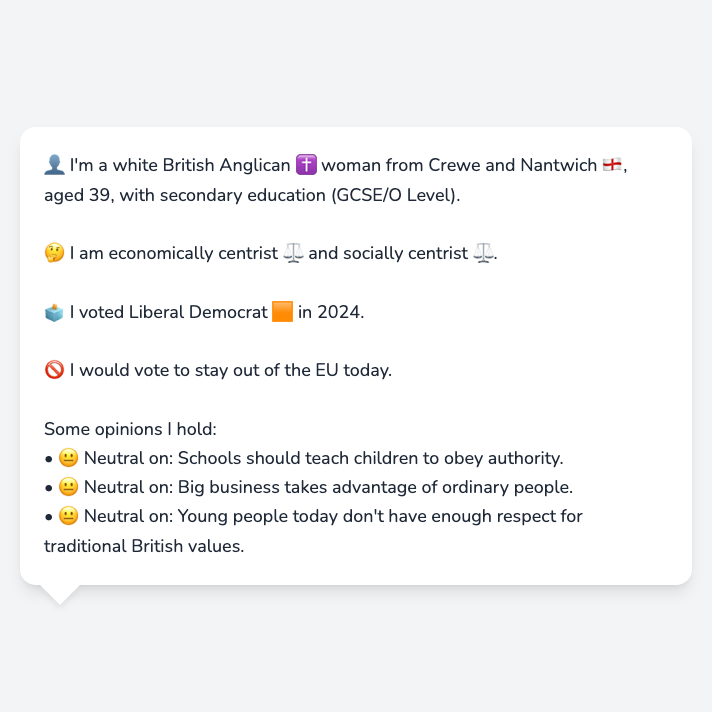 👤 I'm a white British Anglican ✝️ woman from Crewe and Nantwich 🏴󠁧󠁢󠁥󠁮󠁧󠁿,
aged 39, with secondary education (GCSE/O Level).
🤔 I am economically centrist ⚖️ and socially centrist ⚖️.
🗳️ I voted Liberal Democrat 🟧 in 2024.
🚫 I would vote to stay out of the EU today.
Some opinions I hold:
• 😐 Neutral on: Schools should teach children to obey authority.
• 😐 Neutral on: Big business takes advantage of ordinary people.
• 😐 Neutral on: Young people today don't have enough respect for
traditional British values.